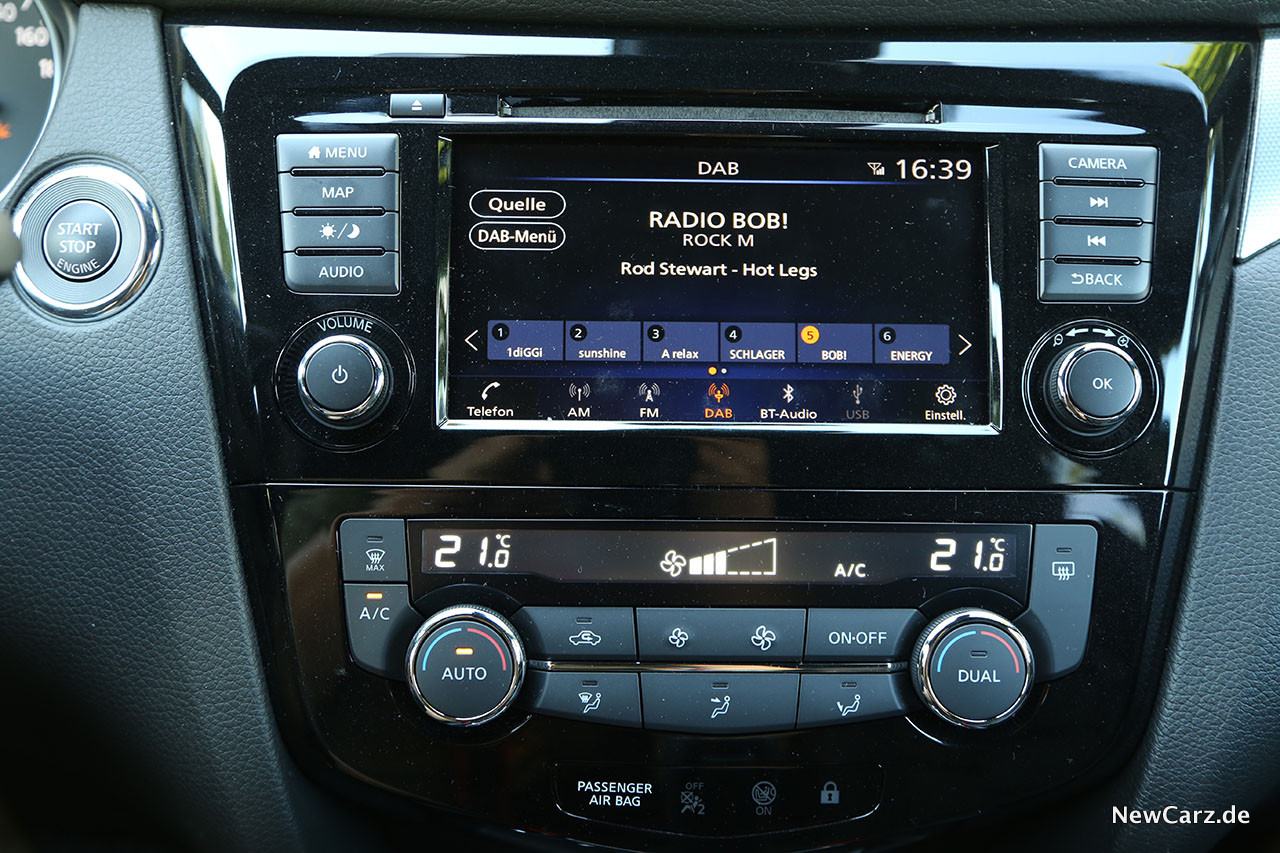 160
START
STOP
ENGINE
MENU
MAP
AUDIO
VOLUME
DAB
16:39
Quelle
DAB-Menü
RADIO BOB!
ROCK M
Rod Stewart - Hot Legs
1 2 3 4 5 6
1diGGi sunshine A relax SCHLAGER BOB! ENERGY
Telefon AM FM DAB BT-Audio USB Einstell.
CAMERA
BACK
OK
MAX
A/C
21.0 °C
A/C
21.0 °C
AUTO
ON·OFF
DUAL
PASSENGER
AIR BAG
OFF
2
ON
NewCarz.de